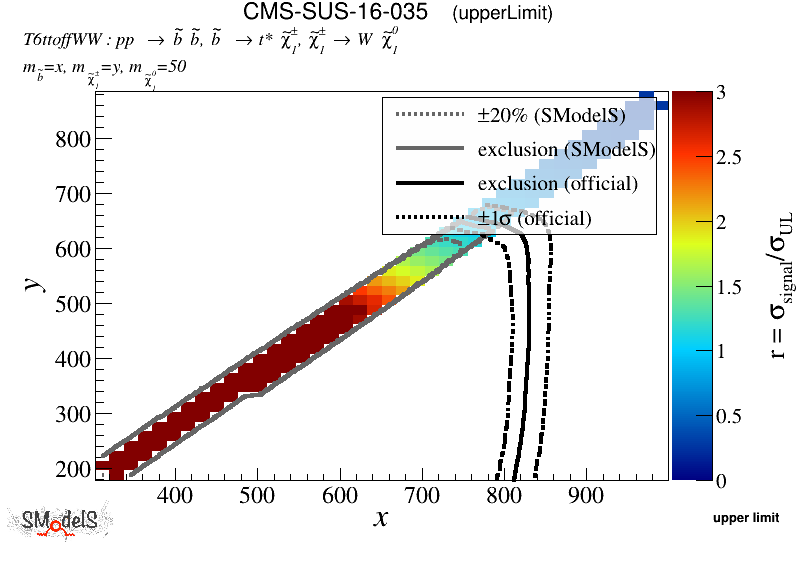 CMS-SUS-16-035 (upperLimit)
T6ttoffWW : pp → b̃ b̃, b̃ → t* χ̃₁±, χ̃₁± → W χ̃₁⁰
m_b̃=x, m_χ̃₁±=y, m_χ̃₁⁰=50
±20% (SModelS)
exclusion (SModelS)
exclusion (official)
±1σ (official)
800
700
600
500
400
300
200
y
400 500 600 700 800 900
x
3
2.5
2
1.5
1
0.5
0
r = σ_signal/σ_UL
SModelS
upper limit